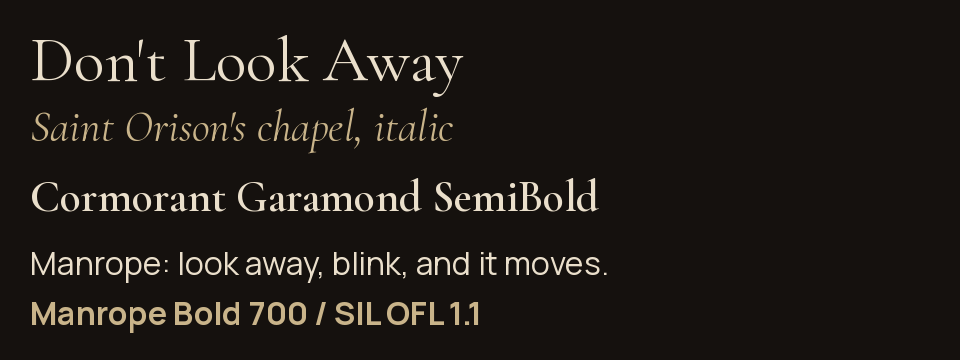 Don't Look Away
Saint Orison's chapel, italic
Cormorant Garamond SemiBold
Manrope: look away, blink, and it moves.
Manrope Bold 700 / SIL OFL 1.1